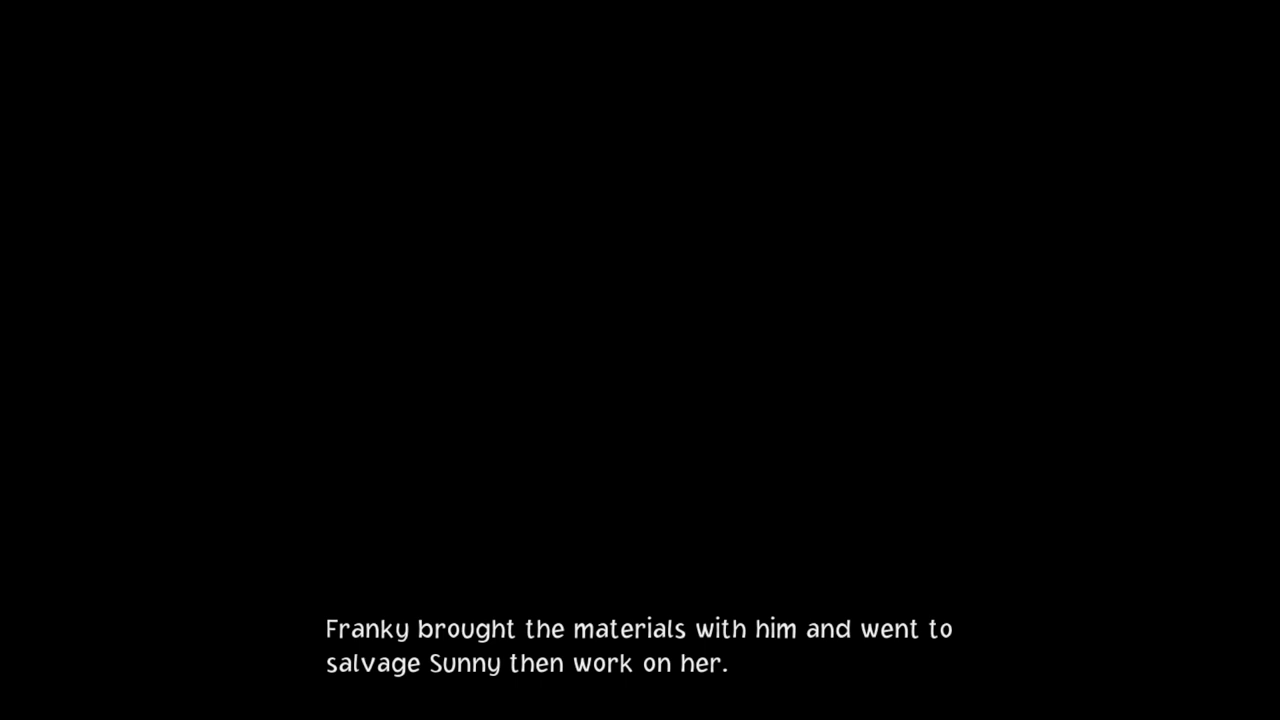 Franky brought the materials with him and went to
salvage Sunny then work on her.